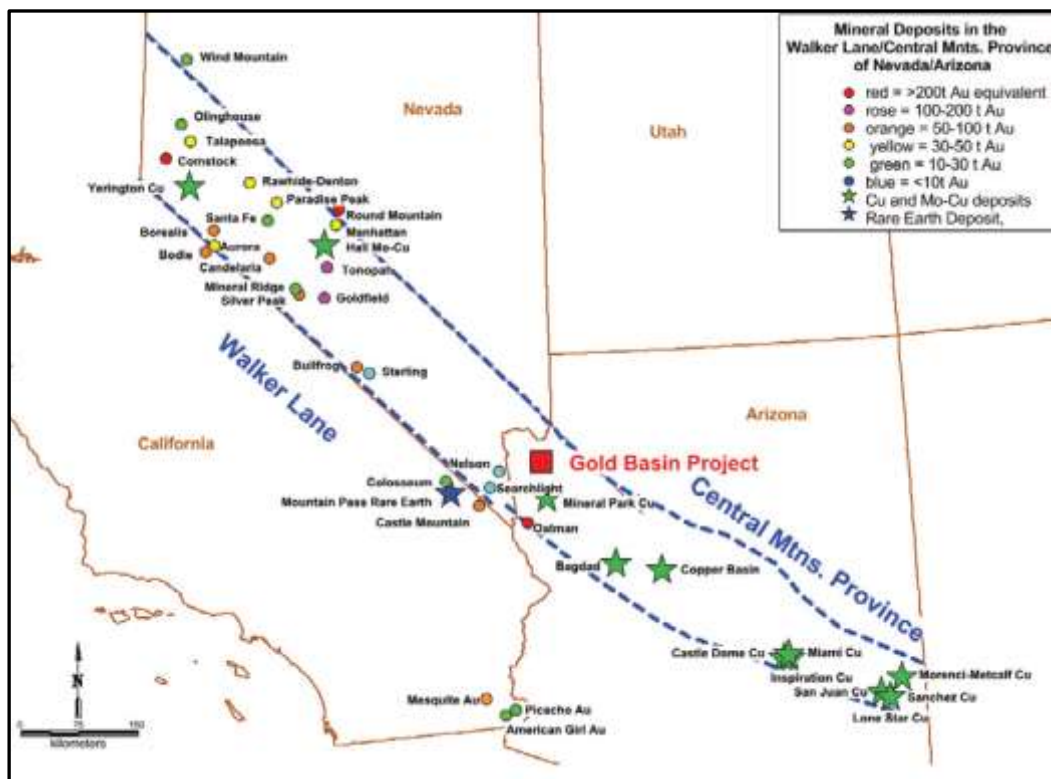 Mineral Deposits in the
Walker Lane/Central Mnts. Province
of Nevada/Arizona
red = >200t Au equivalent
rose = 100-200 t Au
orange = 50-100 t Au
yellow = 30-50 t Au
green = 10-30 t Au
blue = <10t Au
Cu and Mo-Cu deposits
Rare Earth Deposit,
Wind Mountain
Nevada
Utah
Olinghouse
Talapoosa
Comstock
Yerington Cu
Rawhide-Denton
Paradise Peak
Santa Fe
Round Mountain
Borealis
Manhattan
Aurora
Hall Mo-Cu
Bodie
Candelaria
Tonopah
Mineral Ridge
Silver Peak
Goldfield
Walker Lane
Bullfrog
Sterling
Arizona
California
Nelson
Gold Basin Project
Colosseum
Searchlight
Mountain Pass Rare Earth
Mineral Park Cu
Castle Mountain
Oatman
Central Mtns. Province
Bagdad
Copper Basin
Castle Dome Cu
Miami Cu
Inspiration Cu
Morenci-Metcalf Cu
San Juan Cu
Sanchez Cu
Lone Star Cu
Mesquite Au
Picacho Au
American Girl Au
N
0 75 150
kilometers